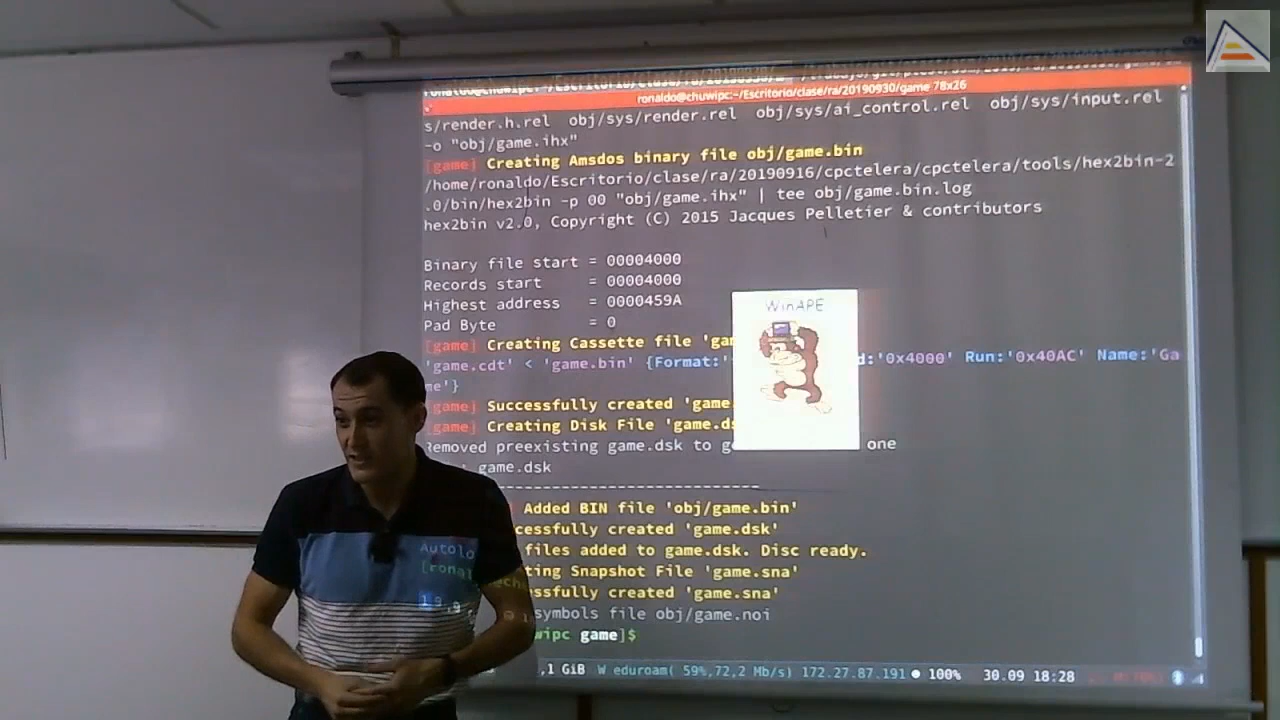 ronaldo@chuwipc:~/Escritorio/clase/ra/20190930/game 78x26
s/render.h.rel obj/sys/render.rel obj/sys/ai_control.rel obj/sys/input.rel
-o "obj/game.ihx"
[game] Creating Amsdos binary file obj/game.bin
/home/ronaldo/Escritorio/clase/ra/20190916/cpctelera/cpctelera/tools/hex2bin-2
.0/bin/hex2bin -p 00 "obj/game.ihx" | tee obj/game.bin.log
hex2bin v2.0, Copyright (C) 2015 Jacques Pelletier & contributors
Binary file start = 00004000
Records start = 00004000
Highest address = 0000459A
Pad Byte = 0
WinAPE
[game] Creating Cassette file 'gam
'game.cdt' < 'game.bin' {Format:' d:'0x4000' Run:'0x40AC' Name:'Ga
me'}
[game] Successfully created 'game.
[game] Creating Disk File 'game.ds
Removed preexisting game.dsk to g one
game.dsk
-------------------------------
Added BIN file 'obj/game.bin'
cessfully created 'game.dsk'
files added to game.dsk. Disc ready.
ting Snapshot File 'game.sna'
essfully created 'game.sna'
symbols file obj/game.noi
Autolo
[rona
wipc game]$
,1 GiB W eduroam( 59%,72,2 Mb/s) 172.27.87.191 100% 30.09 18:28